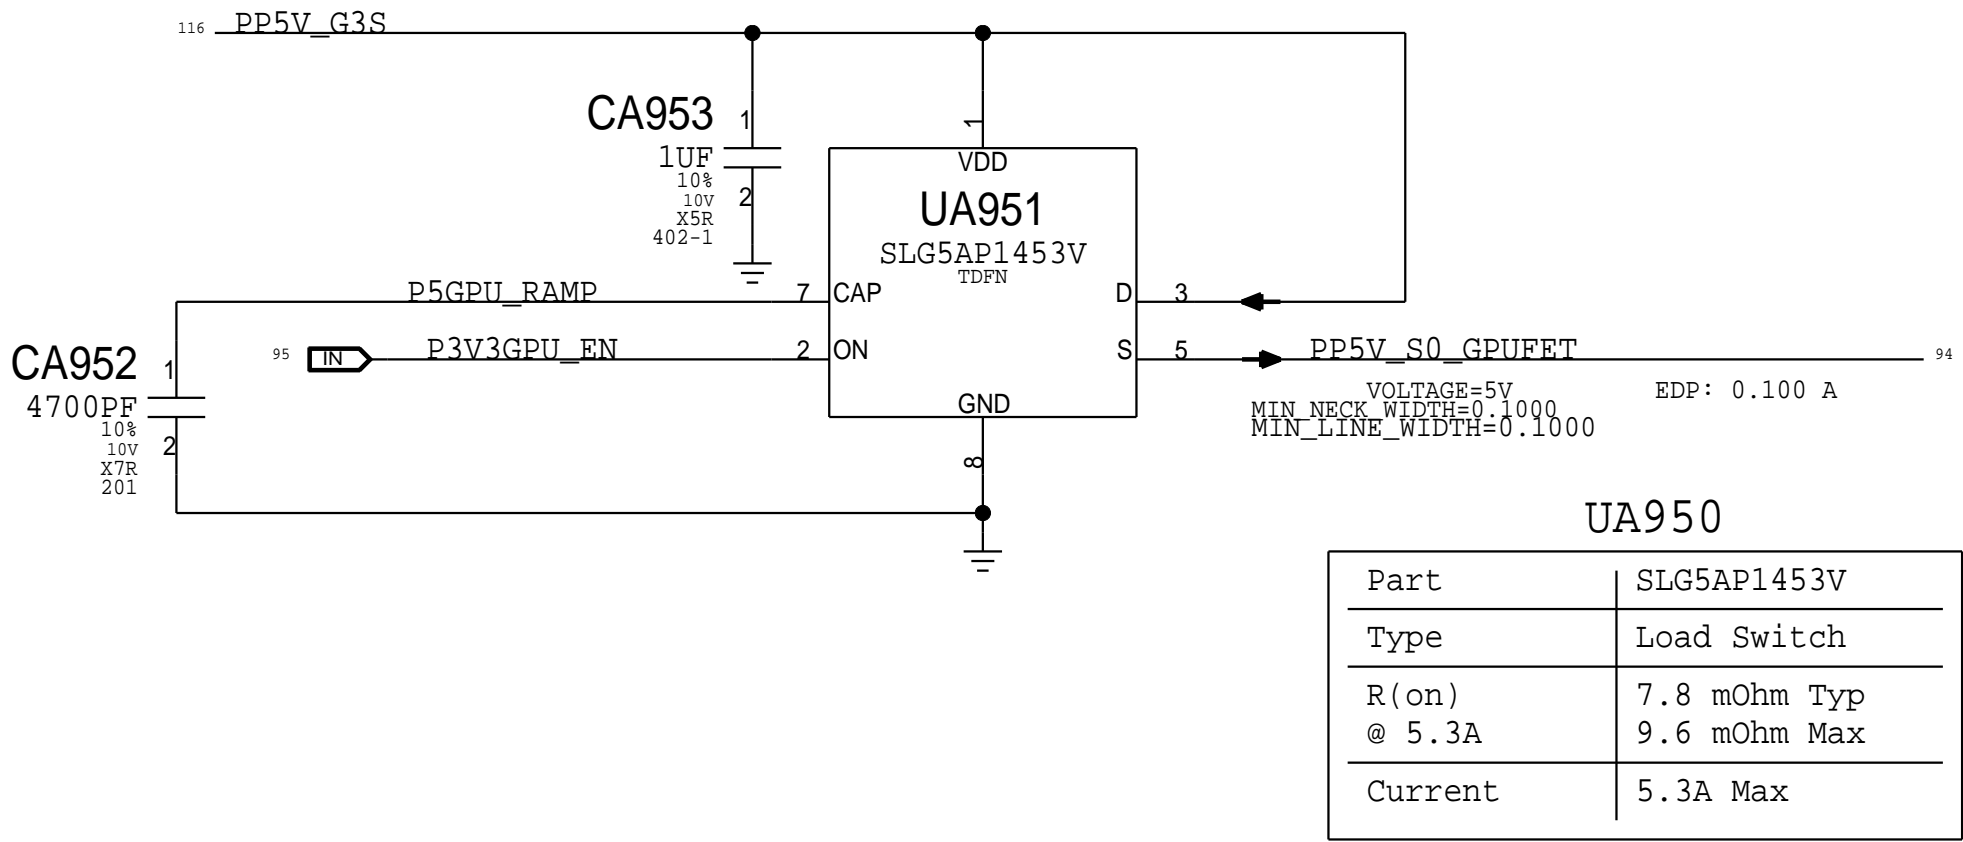 116 PP5V_G3S
CA953
1
1UF
10%
10V
X5R
402-1
2
1
VDD
UA951
SLG5AP1453V
TDFN
P5GPU_RAMP 7 CAP
D 3
95 IN P3V3GPU_EN 2 ON
S 5 PP5V_S0_GPUFET 94
CA952
1
4700PF
10%
10V
X7R
201
2
GND
8
VOLTAGE=5V
EDP: 0.100 A
MIN_NECK_WIDTH=0.1000
MIN_LINE_WIDTH=0.1000
UA950
Part SLG5AP1453V
Type Load Switch
R(on) 7.8 mOhm Typ
@ 5.3A 9.6 mOhm Max
Current 5.3A Max